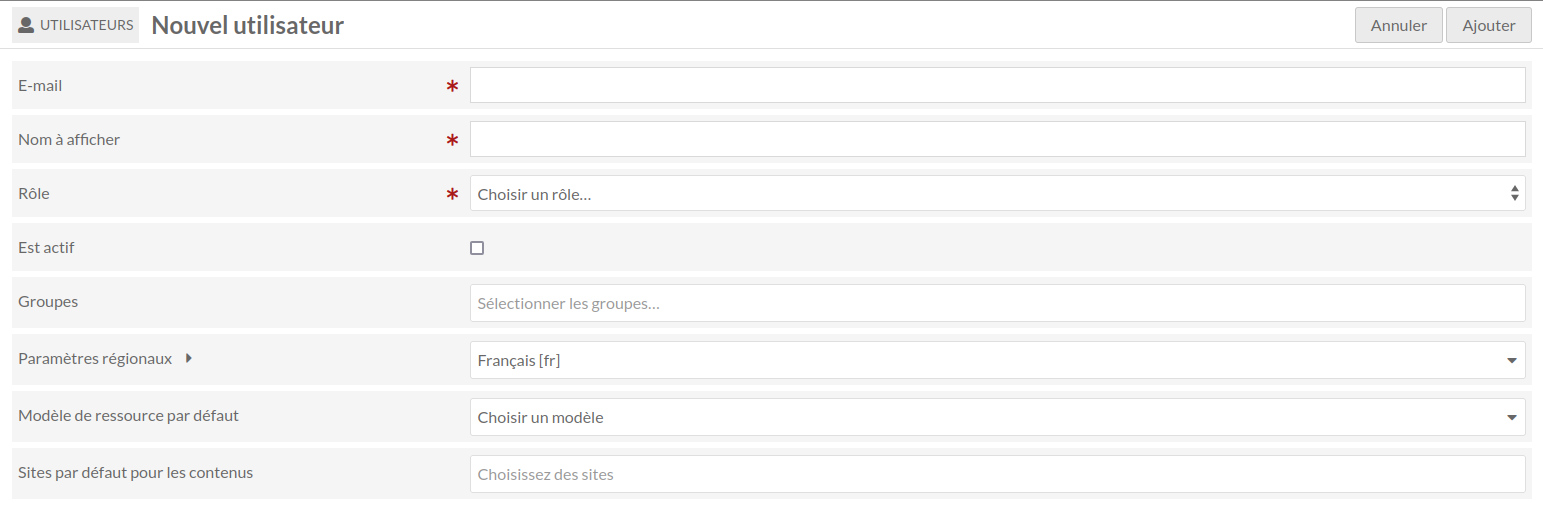 UTILISATEURS Nouvel utilisateur Annuler Ajouter
E-mail *
Nom à afficher *
Rôle * Choisir un rôle…
Est actif
Groupes Sélectionner les groupes…
Paramètres régionaux Français [fr]
Modèle de ressource par défaut Choisir un modèle
Sites par défaut pour les contenus Choisissez des sites